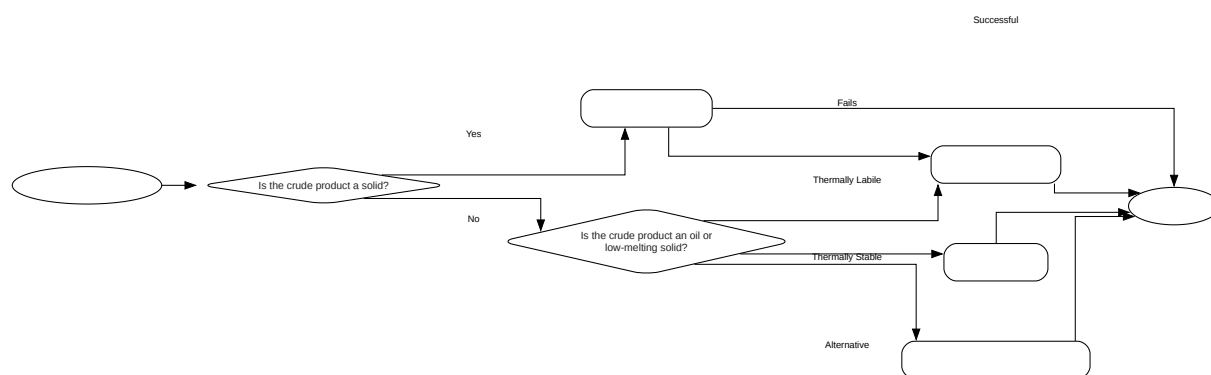 Successful
Fails
Yes
Thermally Labile
Is the crude product a solid?
No
Is the crude product an oil or
low-melting solid?
Thermally Stable
Alternative